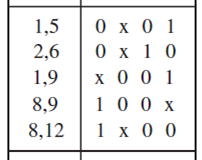 1,5 0 x 0 1
2,6 0 x 1 0
1,9 x 0 0 1
8,9 1 0 0 x
8,12 1 x 0 0